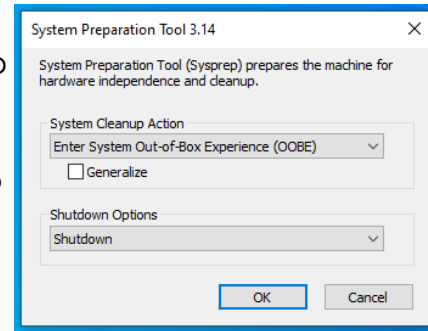 System Preparation Tool 3.14
System Preparation Tool (Sysprep) prepares the machine for
hardware independence and cleanup.
System Cleanup Action
Enter System Out-of-Box Experience (OOBE)
Generalize
Shutdown Options
Shutdown
OK Cancel